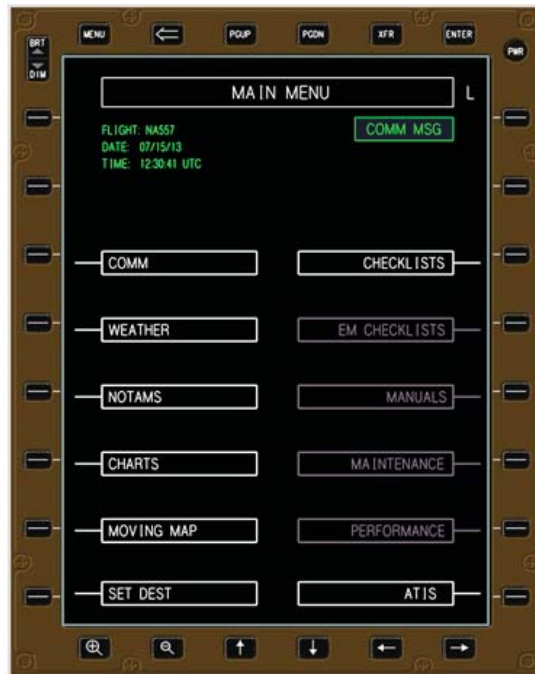 MENU PGUP PGDN XFR ENTER
BRT
DIM
PWR
MAIN MENU L
FLIGHT: NA557
DATE: 07/15/13
TIME: 12:30:41 UTC
COMM MSG
COMM CHECKLISTS
WEATHER EM CHECKLISTS
NOTAMS MANUALS
CHARTS MAINTENANCE
MOVING MAP PERFORMANCE
SET DEST ATIS